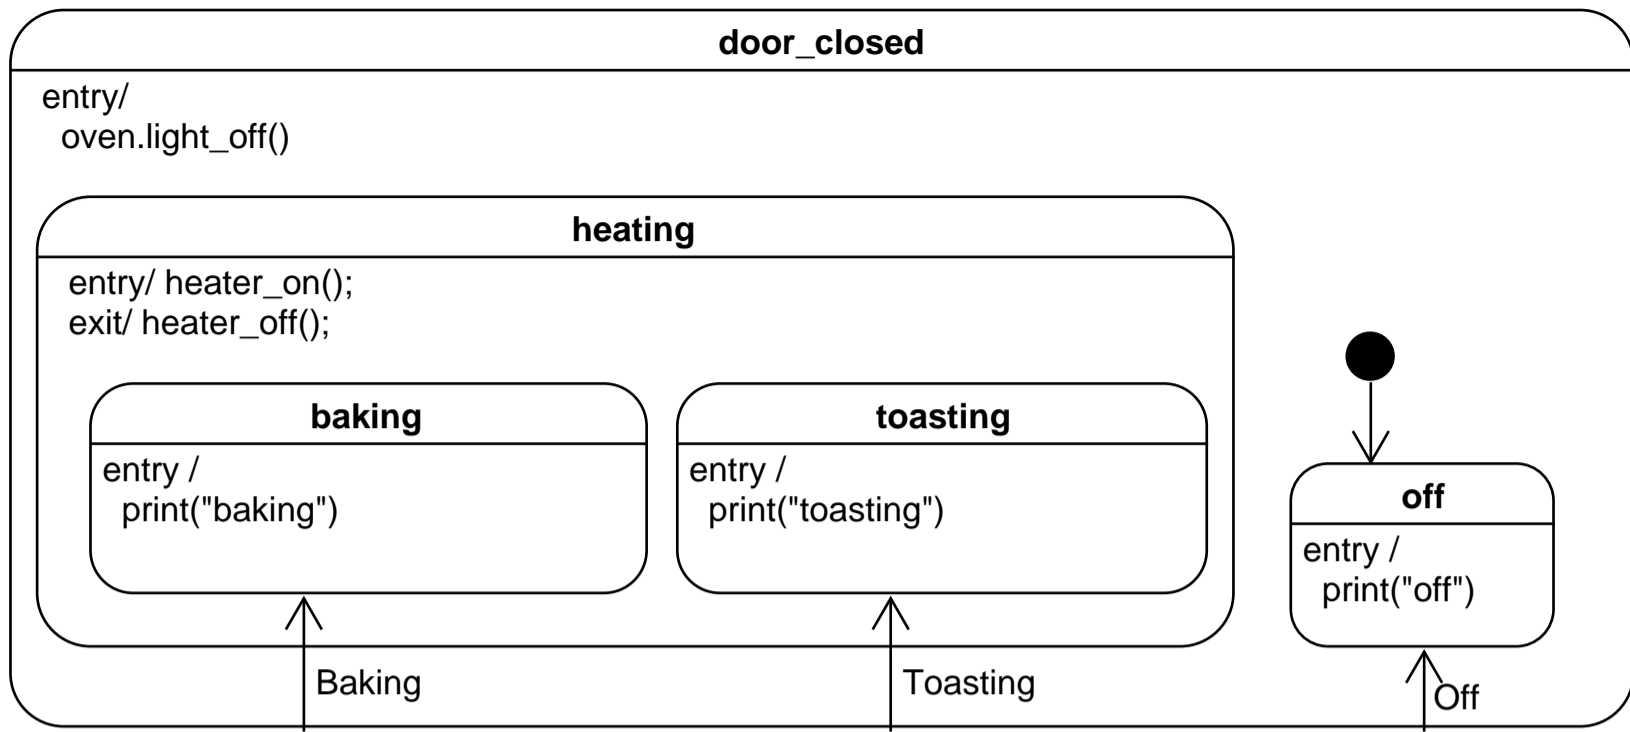 door_closed
entry/
oven.light_off()
heating
entry/ heater_on();
exit/ heater_off();
baking
entry /
print("baking")
toasting
entry /
print("toasting")
off
entry /
print("off")
Baking
Toasting
Off